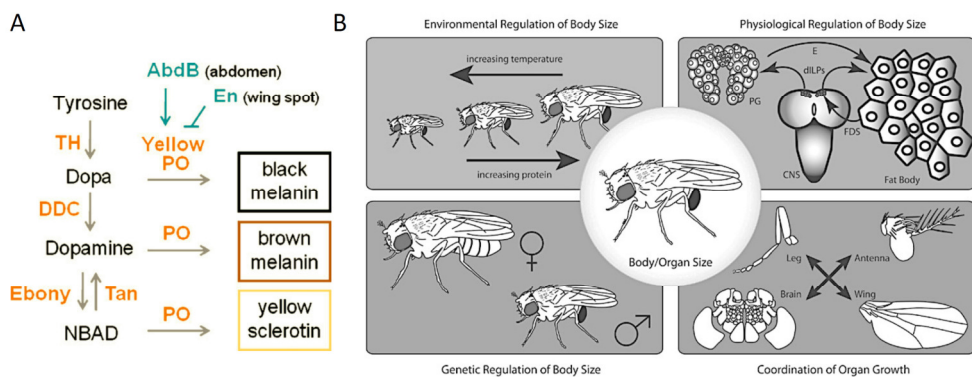 A
AbdB (abdomen)
En (wing spot)
Tyrosine
TH
Yellow
PO
Dopa
black
melanin
DDC
Dopamine
PO
brown
melanin
Ebony
Tan
NBAD
PO
yellow
sclerotin
B
Environmental Regulation of Body Size
Physiological Regulation of Body Size
increasing temperature
increasing protein
E
dILPs
PG
FDS
CNS
Fat Body
Body/Organ Size
Leg
Antenna
Brain
Wing
Genetic Regulation of Body Size
Coordination of Organ Growth